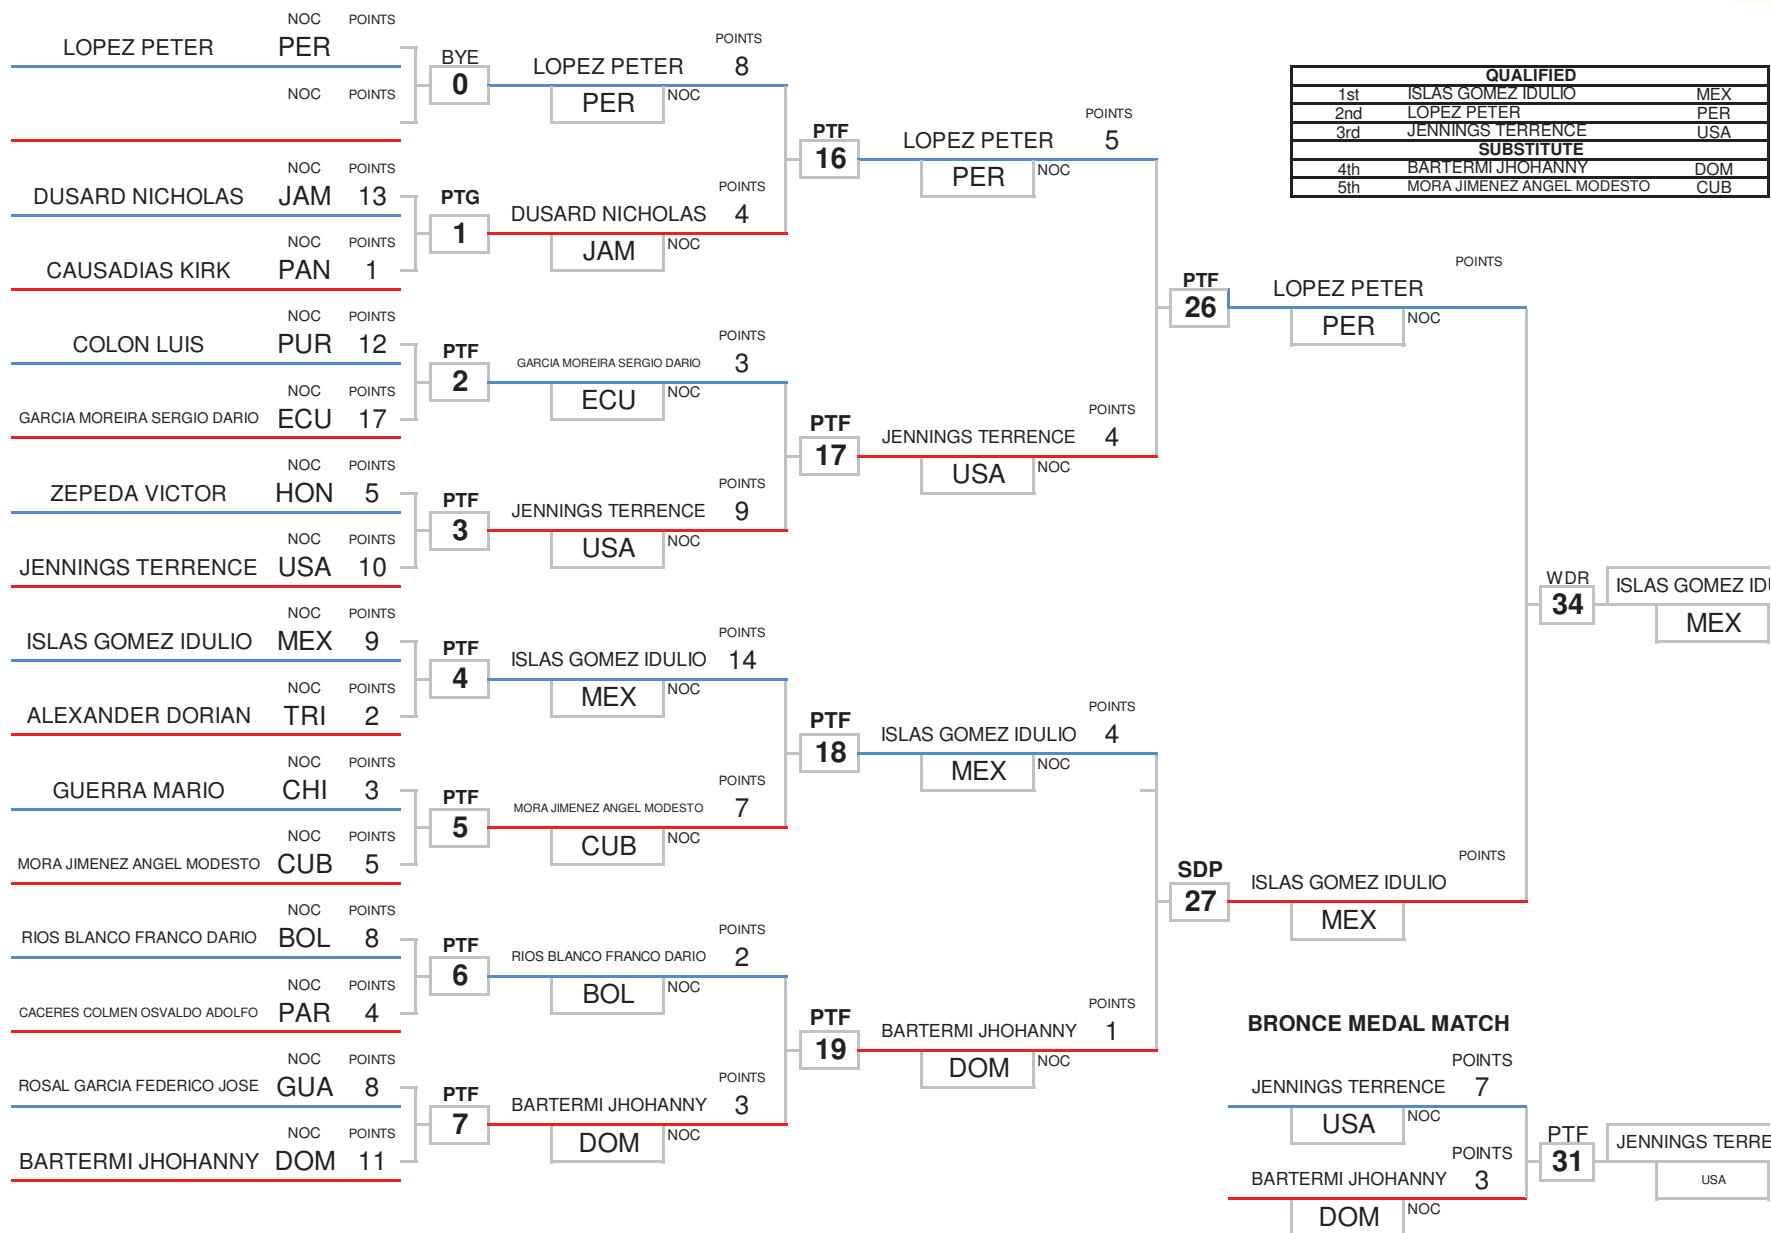 NOC POINTS
LOPEZ PETER PER
NOC POINTS
BYE
0
NOC POINTS
DUSARD NICHOLAS JAM 13
PTG
1
NOC POINTS
CAUSADIAS KIRK PAN 1
NOC POINTS
COLON LUIS PUR 12
PTF
2
NOC POINTS
GARCIA MOREIRA SERGIO DARIO ECU 17
NOC POINTS
ZEPEDA VICTOR HON 5
PTF
3
NOC POINTS
JENNINGS TERRENCE USA 10
NOC POINTS
ISLAS GOMEZ IDULIO MEX 9
PTF
4
NOC POINTS
ALEXANDER DORIAN TRI 2
NOC POINTS
GUERRA MARIO CHI 3
PTF
5
NOC POINTS
MORA JIMENEZ ANGEL MODESTO CUB 5
NOC POINTS
RIOS BLANCO FRANCO DARIO BOL 8
PTF
6
NOC POINTS
CACERES COLMEN OSVALDO ADOLFO PAR 4
NOC POINTS
ROSAL GARCIA FEDERICO JOSE GUA 8
PTF
7
NOC POINTS
BARTERMI JHOHANNY DOM 11
POINTS
LOPEZ PETER 8
PER NOC
PTF
16
POINTS
DUSARD NICHOLAS 4
JAM NOC
POINTS
GARCIA MOREIRA SERGIO DARIO 3
ECU NOC
PTF
17
POINTS
JENNINGS TERRENCE 9
USA NOC
POINTS
ISLAS GOMEZ IDULIO 14
MEX NOC
PTF
18
POINTS
MORA JIMENEZ ANGEL MODESTO 7
CUB NOC
POINTS
RIOS BLANCO FRANCO DARIO 2
BOL NOC
PTF
19
POINTS
BARTERMI JHOHANNY 3
DOM NOC
POINTS
LOPEZ PETER 5
PER NOC
PTF
26
POINTS
JENNINGS TERRENCE 4
USA NOC
POINTS
ISLAS GOMEZ IDULIO 4
MEX NOC
SDP
27
POINTS
BARTERMI JHOHANNY 1
DOM NOC
QUALIFIED
1st ISLAS GOMEZ IDULIO MEX
2nd LOPEZ PETER PER
3rd JENNINGS TERRENCE USA
SUBSTITUTE
4th BARTERMI JHOHANNY DOM
5th MORA JIMENEZ ANGEL MODESTO CUB
POINTS
LOPEZ PETER
PER NOC
WDR
34
POINTS
ISLAS GOMEZ IDULIO
MEX
ISLAS GOMEZ IDU
MEX
BRONCE MEDAL MATCH
POINTS
JENNINGS TERRENCE 7
USA NOC
PTF
31
POINTS
BARTERMI JHOHANNY 3
DOM NOC
JENNINGS TERRE
USA